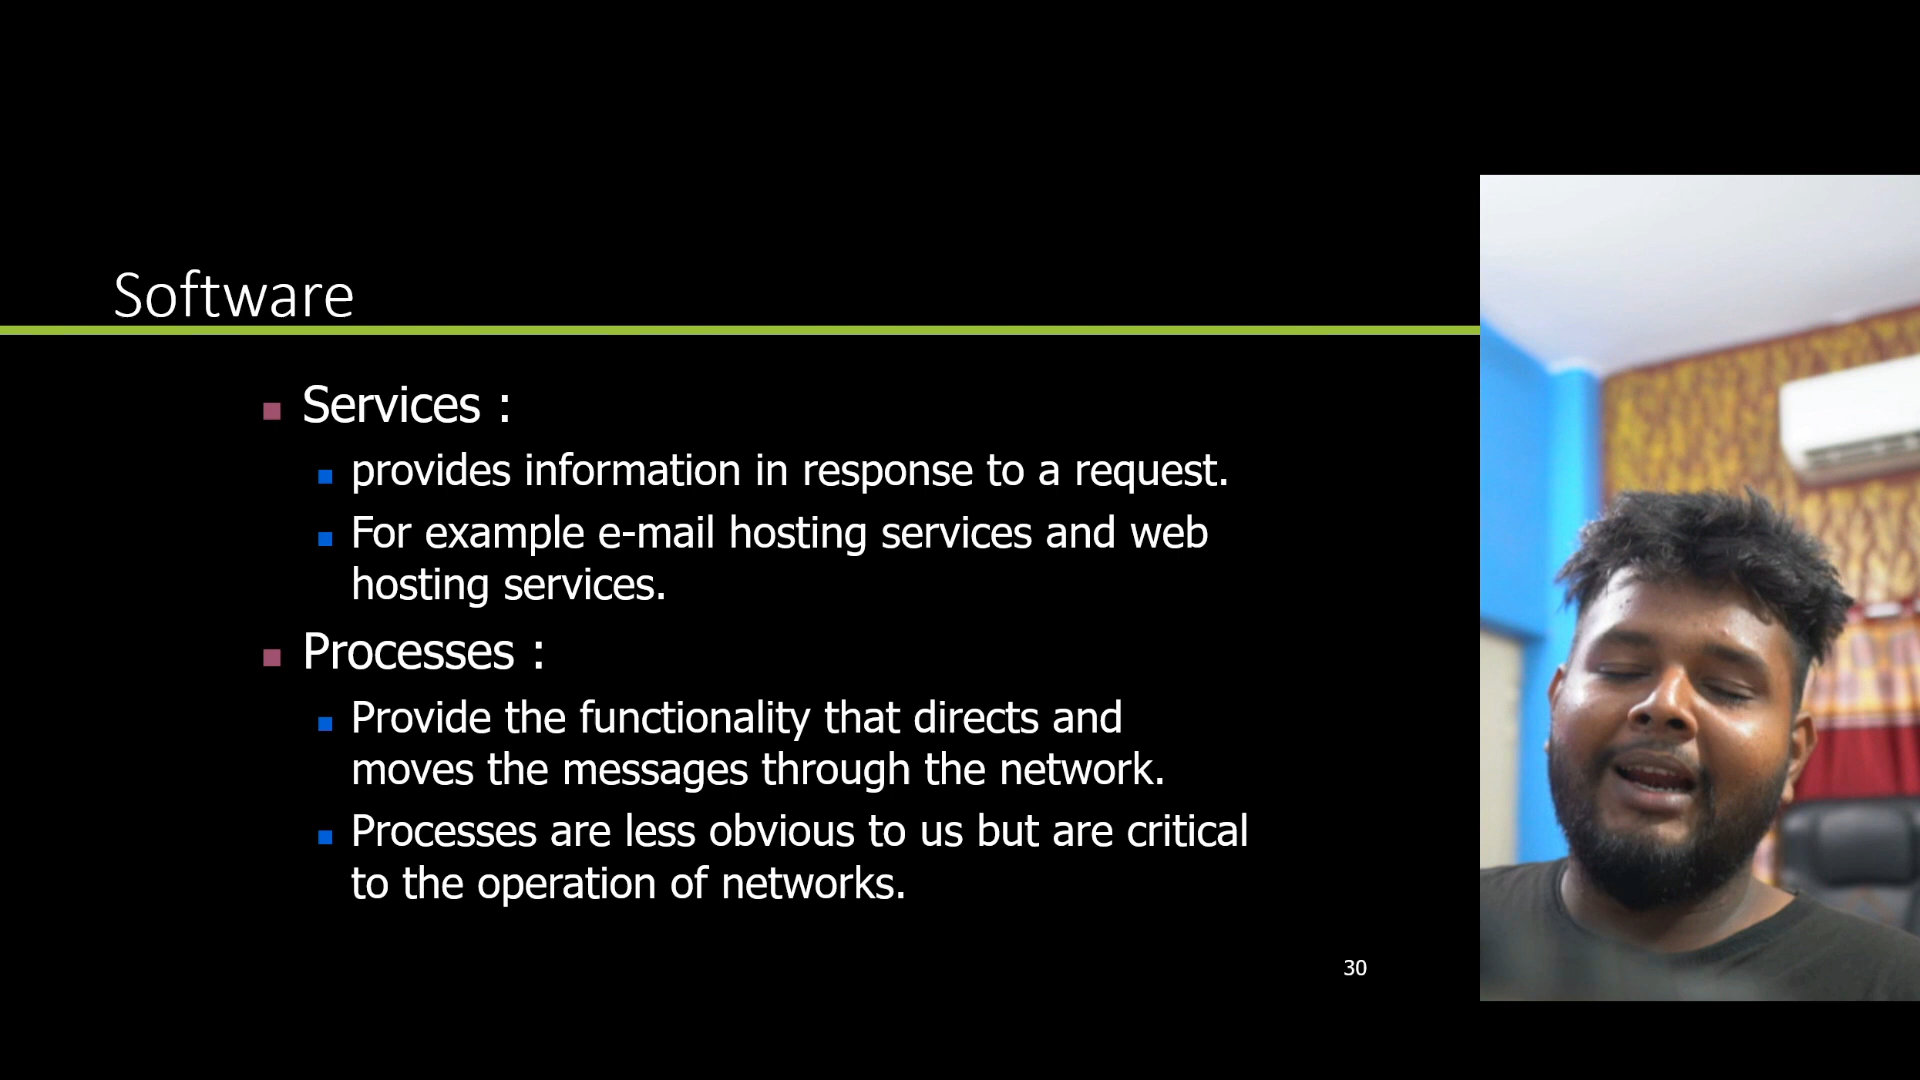 Software
Services :
provides information in response to a request.
For example e-mail hosting services and web
hosting services.
Processes :
Provide the functionality that directs and
moves the messages through the network.
Processes are less obvious to us but are critical
to the operation of networks.
30